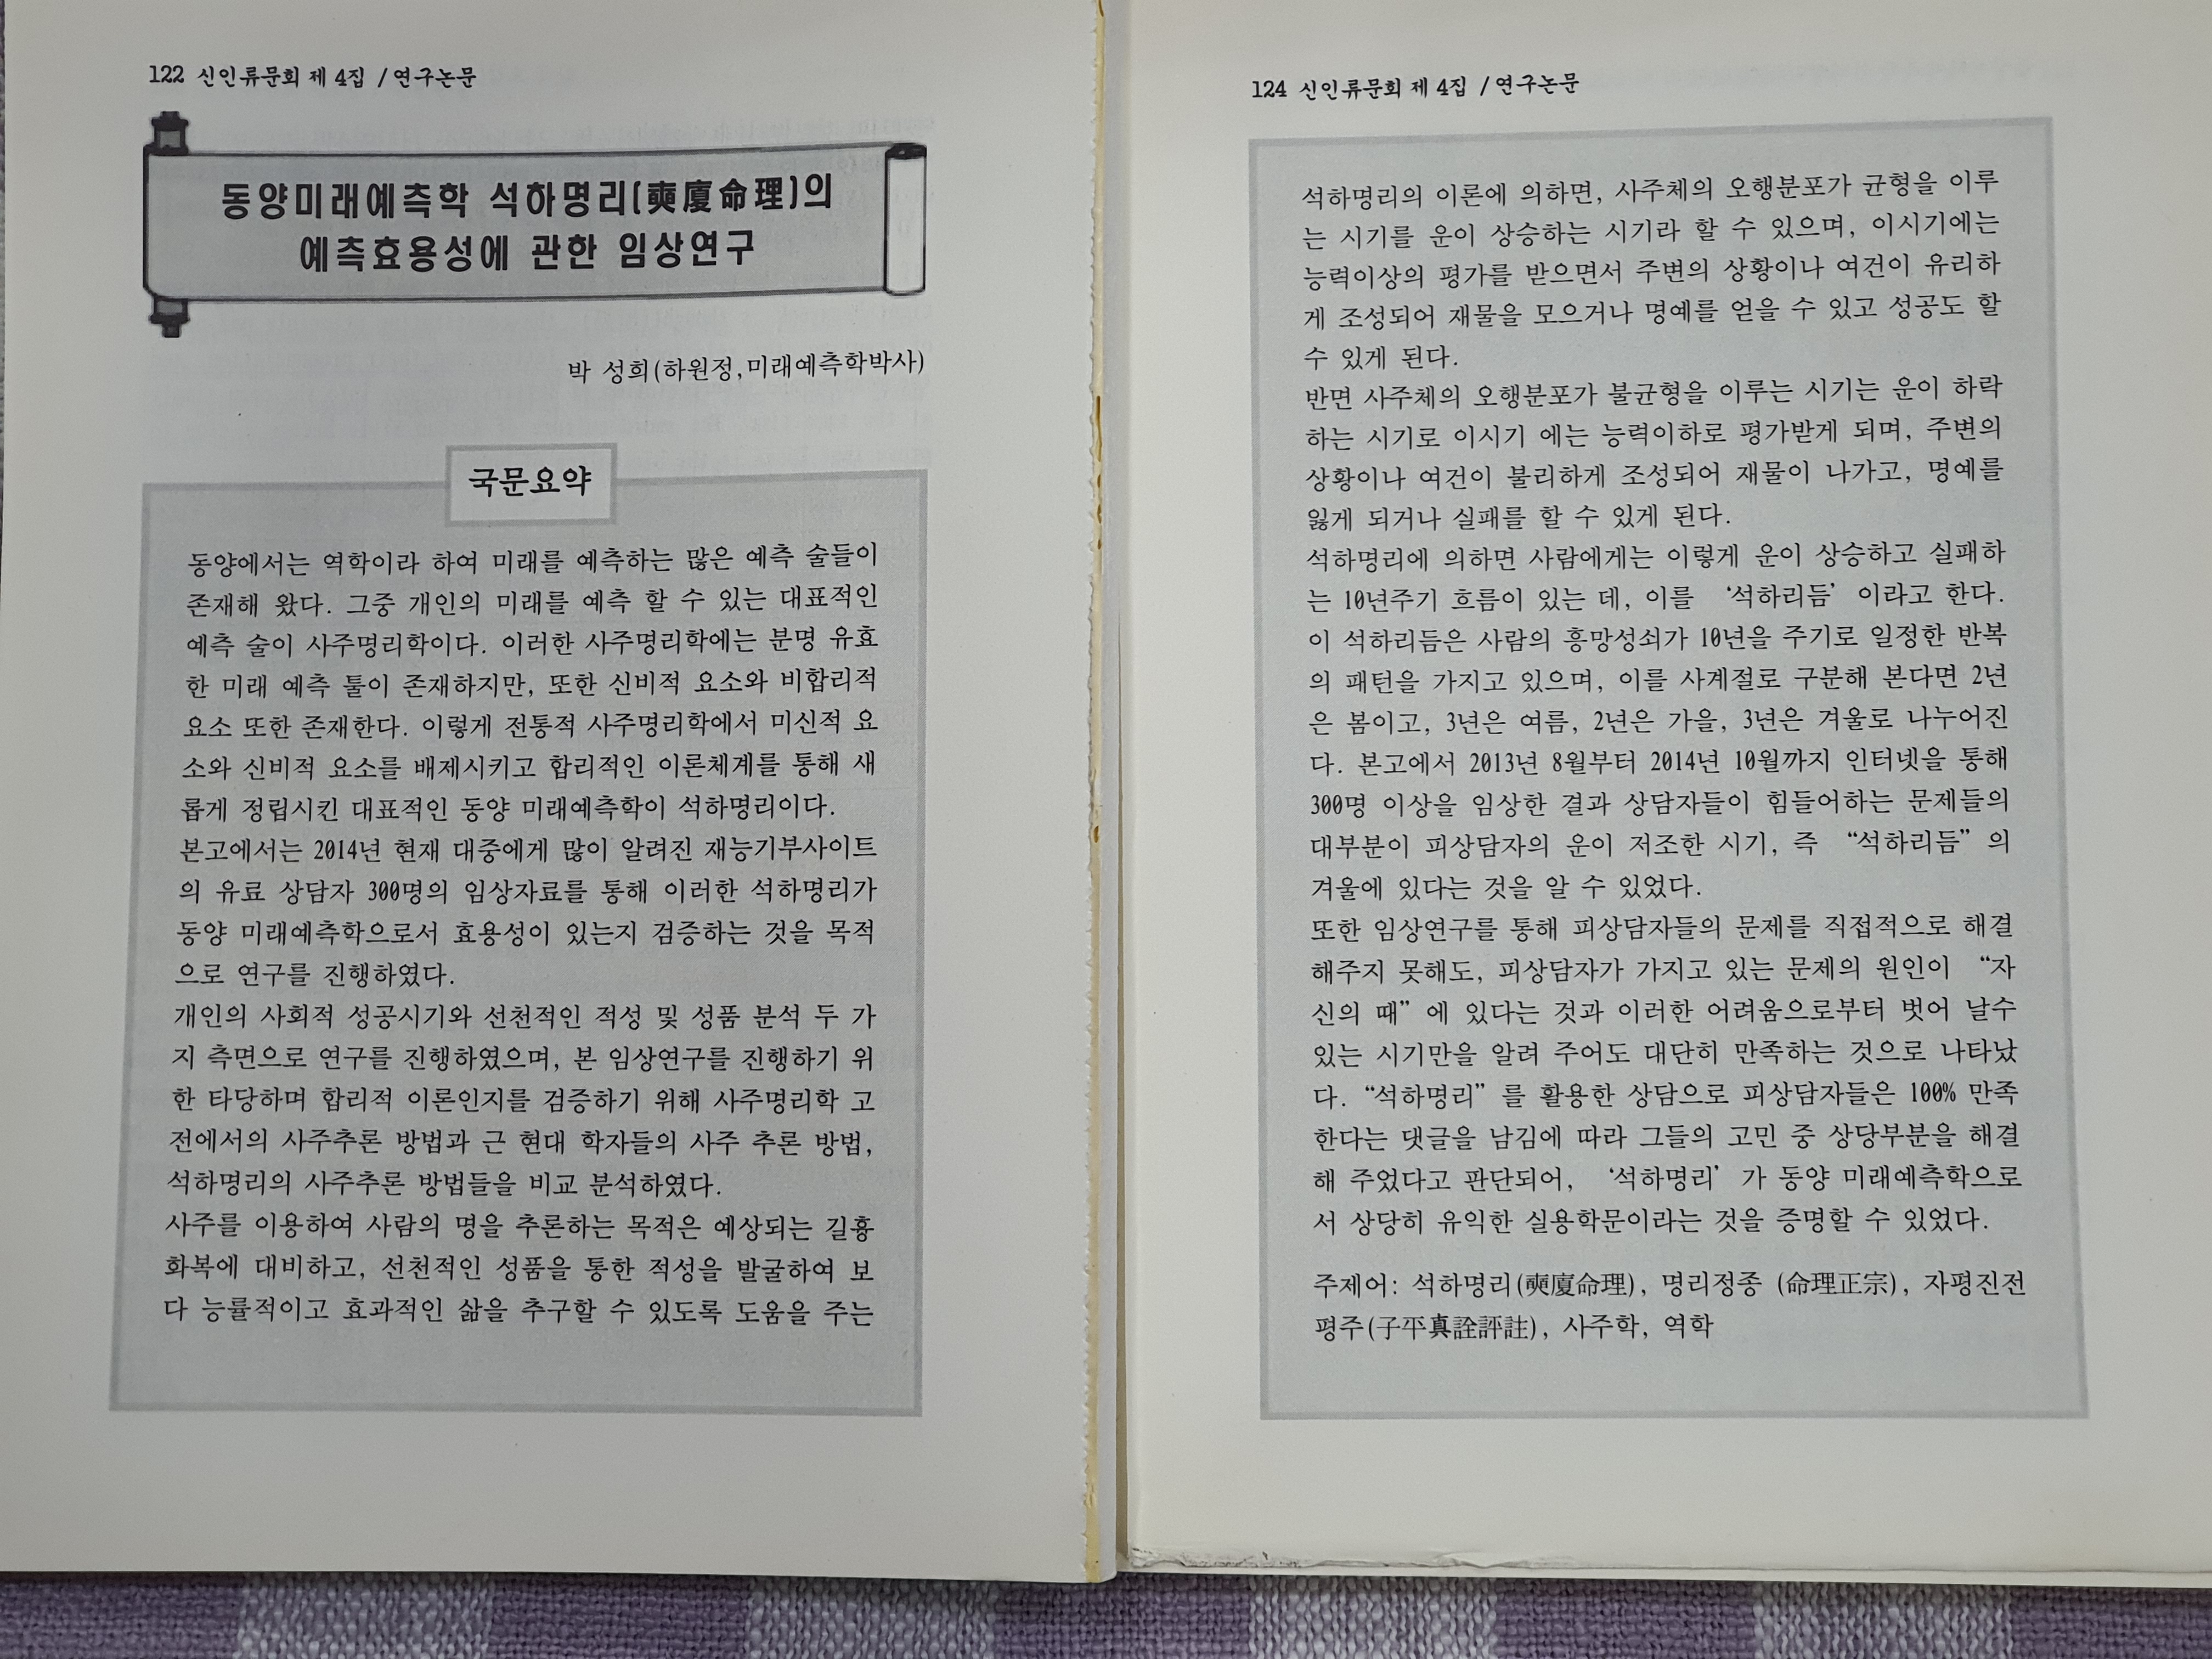 122 신인류문회 제 4집 /연구논문
동양미래예측학 석하명리(奭廈命理)의
예측효용성에 관한 임상연구
박 성희(하원정,미래예측학박사)
국문요약
동양에서는 역학이라 하여 미래를 예측하는 많은 예측 술들이
존재해 왔다. 그중 개인의 미래를 예측 할 수 있는 대표적인
예측 술이 사주명리학이다. 이러한 사주명리학에는 분명 유효
한 미래 예측 툴이 존재하지만, 또한 신비적 요소와 비합리적
요소 또한 존재한다. 이렇게 전통적 사주명리학에서 미신적 요
소와 신비적 요소를 배제시키고 합리적인 이론체계를 통해 새
롭게 정립시킨 대표적인 동양 미래예측학이 석하명리이다.
본고에서는 2014년 현재 대중에게 많이 알려진 재능기부사이트
의 유료 상담자 300명의 임상자료를 통해 이러한 석하명리가
동양 미래예측학으로서 효용성이 있는지 검증하는 것을 목적
으로 연구를 진행하였다.
개인의 사회적 성공시기와 선천적인 적성 및 성품 분석 두 가
지 측면으로 연구를 진행하였으며, 본 임상연구를 진행하기 위
한 타당하며 합리적 이론인지를 검증하기 위해 사주명리학 고
전에서의 사주추론 방법과 근 현대 학자들의 사주 추론 방법,
석하명리의 사주추론 방법들을 비교 분석하였다.
사주를 이용하여 사람의 명을 추론하는 목적은 예상되는 길흉
화복에 대비하고, 선천적인 성품을 통한 적성을 발굴하여 보
다 능률적이고 효과적인 삶을 추구할 수 있도록 도움을 주는
124 신인류문회 제 4집 /연구논문
석하명리의 이론에 의하면, 사주체의 오행분포가 균형을 이루
는 시기를 운이 상승하는 시기라 할 수 있으며, 이시기에는
능력이상의 평가를 받으면서 주변의 상황이나 여건이 유리하
게 조성되어 재물을 모으거나 명예를 얻을 수 있고 성공도 할
수 있게 된다.
반면 사주체의 오행분포가 불균형을 이루는 시기는 운이 하락
하는 시기로 이시기 에는 능력이하로 평가받게 되며, 주변의
상황이나 여건이 불리하게 조성되어 재물이 나가고, 명예를
잃게 되거나 실패를 할 수 있게 된다.
석하명리에 의하면 사람에게는 이렇게 운이 상승하고 실패하
는 10년주기 흐름이 있는 데, 이를 ‘석하리듬’ 이라고 한다.
이 석하리듬은 사람의 흥망성쇠가 10년을 주기로 일정한 반복
의 패턴을 가지고 있으며, 이를 사계절로 구분해 본다면 2년
은 봄이고, 3년은 여름, 2년은 가을, 3년은 겨울로 나누어진
다. 본고에서 2013년 8월부터 2014년 10월까지 인터넷을 통해
300명 이상을 임상한 결과 상담자들이 힘들어하는 문제들의
대부분이 피상담자의 운이 저조한 시기, 즉 “석하리듬” 의
겨울에 있다는 것을 알 수 있었다.
또한 임상연구를 통해 피상담자들의 문제를 직접적으로 해결
해주지 못해도, 피상담자가 가지고 있는 문제의 원인이 “자
신의 때” 에 있다는 것과 이러한 어려움으로부터 벗어 날수
있는 시기만을 알려 주어도 대단히 만족하는 것으로 나타났
다. “석하명리” 를 활용한 상담으로 피상담자들은 100% 만족
한다는 댓글을 남김에 따라 그들의 고민 중 상당부분을 해결
해 주었다고 판단되어, ‘석하명리’ 가 동양 미래예측학으로
서 상당히 유익한 실용학문이라는 것을 증명할 수 있었다.
주제어: 석하명리(奭廈命理), 명리정종 (命理正宗), 자평진전
평주(子平真詮評註), 사주학, 역학